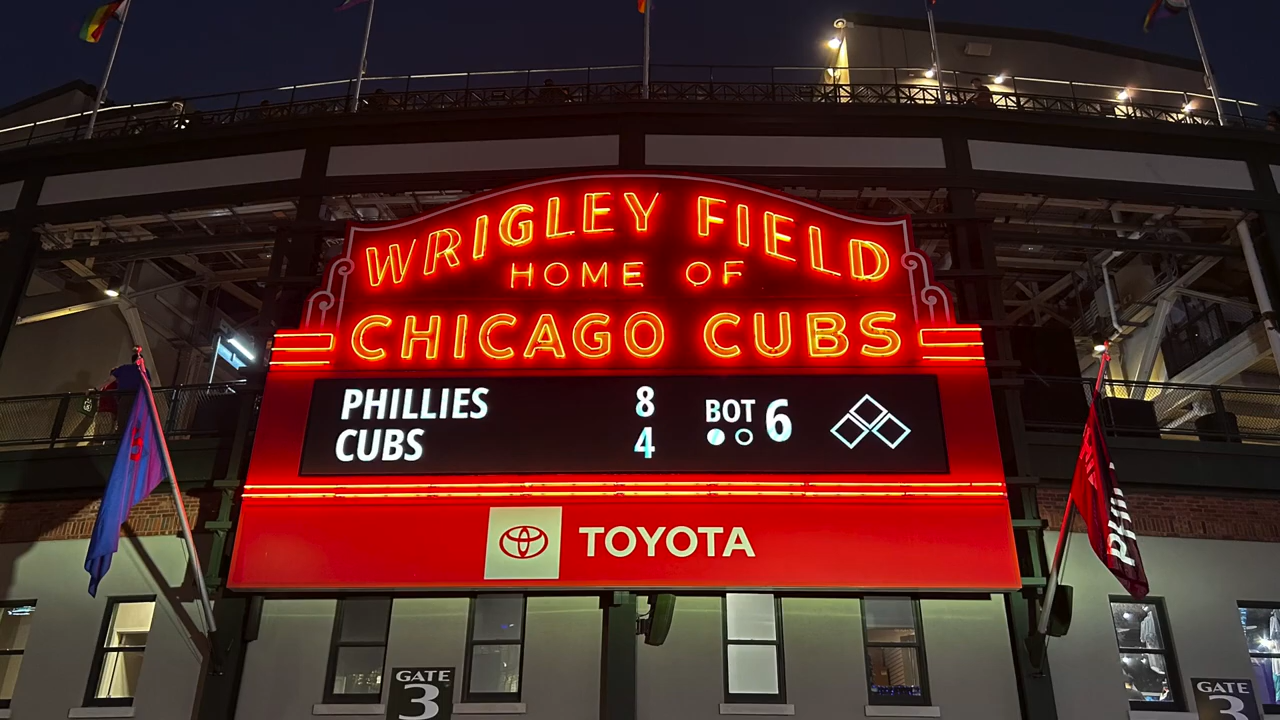 WRIGLEY FIELD
HOME OF
CHICAGO CUBS
PHILLIES 8
CUBS 4
BOT 6
TOYOTA
GATE
3
GATE
3